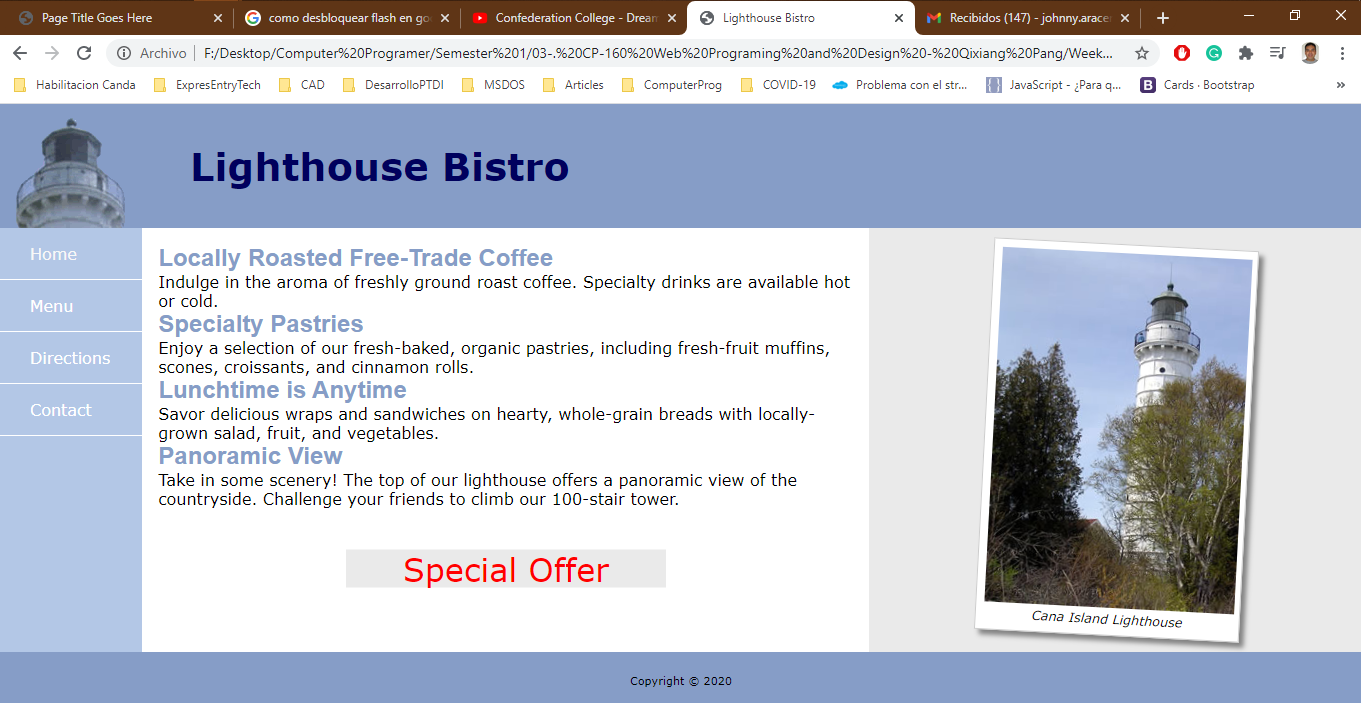 Page Title Goes Here
como desbloquear flash en go
Confederation College - Dream
Lighthouse Bistro
Recibidos (147) - johnny.arace
Archivo | F:/Desktop/Computer%20Programer/Semester%201/03-.%20CP-160%20Web%20Programing%20and%20Design%20-%20Qixiang%20Pang/Week...
Habilitacion Canda
ExpresEntryTech
CAD
DesarrolloPTDI
MSDOS
Articles
ComputerProg
COVID-19
Problema con el str...
JavaScript - ¿Para q...
B Cards · Bootstrap
»
Lighthouse Bistro
Home
Menu
Directions
Contact
Locally Roasted Free-Trade Coffee
Indulge in the aroma of freshly ground roast coffee. Specialty drinks are available hot
or cold.
Specialty Pastries
Enjoy a selection of our fresh-baked, organic pastries, including fresh-fruit muffins,
scones, croissants, and cinnamon rolls.
Lunchtime is Anytime
Savor delicious wraps and sandwiches on hearty, whole-grain breads with locally-
grown salad, fruit, and vegetables.
Panoramic View
Take in some scenery! The top of our lighthouse offers a panoramic view of the
countryside. Challenge your friends to climb our 100-stair tower.
Special Offer
Cana Island Lighthouse
Copyright © 2020